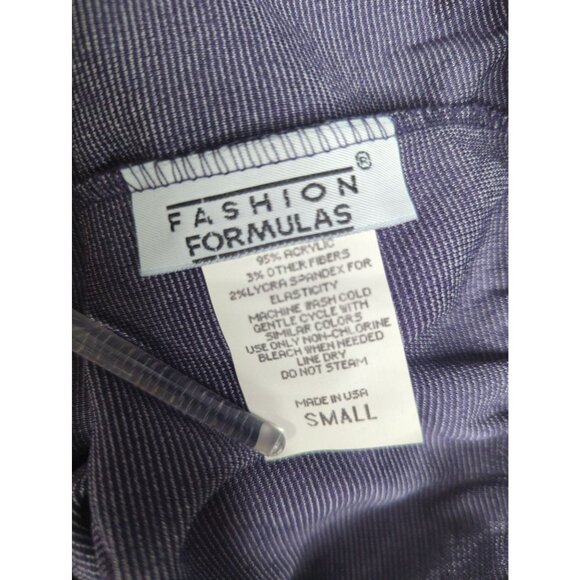 FASHION ®
FORMULAS
95% ACRYLIC
3% OTHER FIBERS
2%LYCRA SPANDEX FOR
ELASTICITY
MACHINE WASH COLD
GENTLE CYCLE WITH
SIMILAR COLORS
USE ONLY NON-CHLORINE
BLEACH WHEN NEEDED
LINE DRY
DO NOT STEAM
MADE IN USA
SMALL